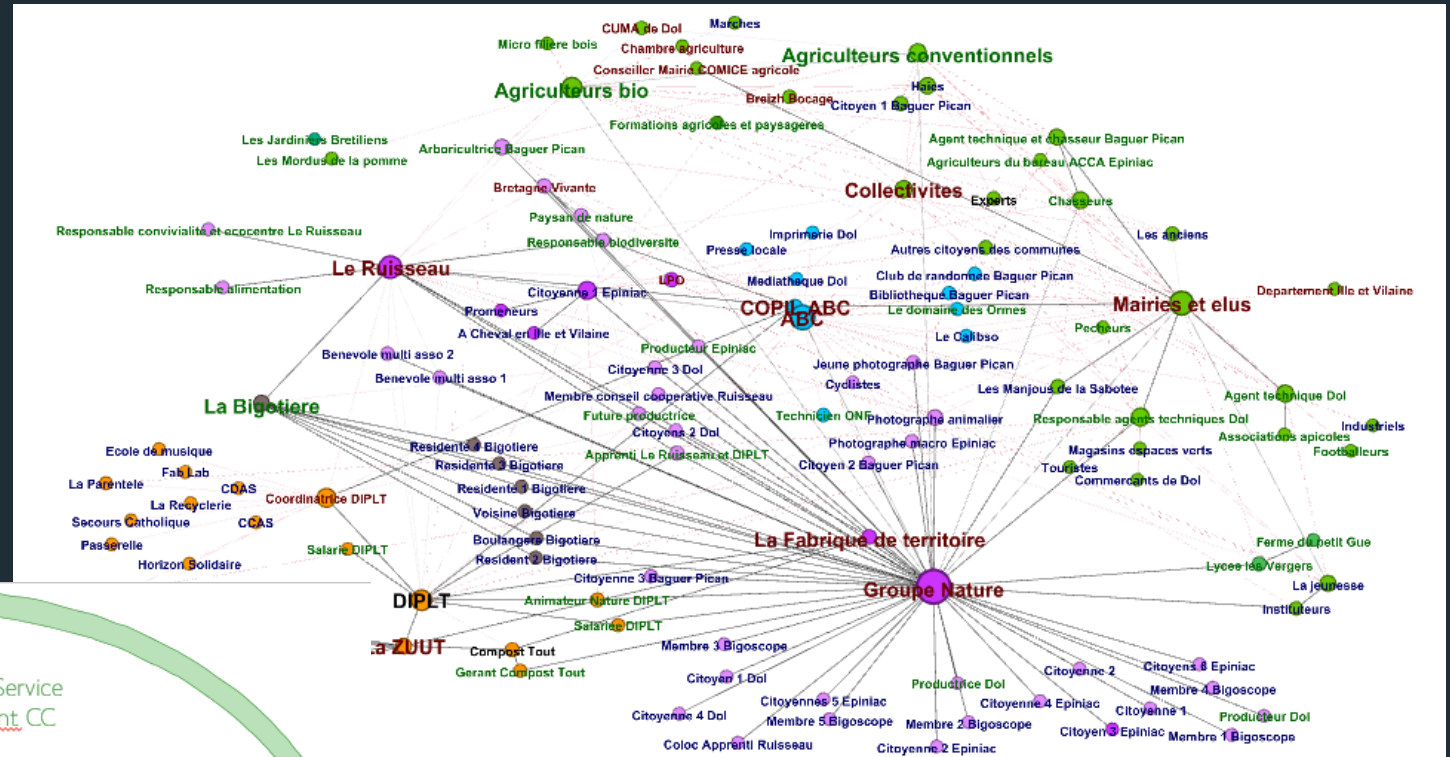 CUMA de Dol
Marches
Micro filiere bois
Chambre agriculture
Agriculteurs conventionnels
Conseiller Mairie COMICE agricole
Agriculteurs bio
Haies
Breizh Bocage
Citoyen 1 Baguer Pican
Formations agricoles et paysageres
Les Jardiniers Bretiliens
Agent technique et chasseur Baguer Pican
Les Mordus de la pomme
Arboricultrice Baguer Pican
Agriculteurs du bureau ACCA Epiniac
Bretagne Vivante
Collectivites
Experts
Chasseurs
Paysan de nature
Responsable convivialite et ecocentre Le Ruisseau
Imprimerie Dol
Les anciens
Responsable biodiversite
Presse locale
Autres citoyens des communes
Le Ruisseau
LPO
Mediatheque Dol
Club de randonnee Baguer Pican
Responsable alimentation
Citoyenne 1 Epiniac
Bibliotheque Baguer Pican
Departement Ille et Vilaine
Promeneurs
COPIL ABC
ABC
Le domaine des Ormes
Mairies et elus
A Cheval en Ille et Vilaine
Pecheurs
Le Calibso
Producteur Epiniac
Benevole multi asso 2
Citoyenne 3 Dol
Jeune photographe Baguer Pican
Benevole multi asso 1
Cyclistes
Les Manjous de la Sabotee
Membre conseil cooperative Ruisseau
Agent technique Dol
La Bigotiere
Future productrice
Technicien ONF
Photographe animalier
Responsable agents techniques Dol
Citoyens 2 Dol
Industriels
Residente 4 Bigotiere
Photographe macro Epiniac
Associations apicoles
Ecole de musique
Apprenti Le Ruisseau et DIPLT
Magasins espaces verts
Footballeurs
Residente 3 Bigotiere
Citoyen 2 Baguer Pican
Touristes
Fab Lab
Commercants de Dol
La Parentele
CDAS
Residente 1 Bigotiere
Coordinatrice DIPLT
La Recyclerie
Voisine Bigotiere
Secours Catholique
CCAS
Boulangere Bigotiere
La Fabrique de territoire
Ferme du petit Gue
Passerelle
Salarie DIPLT
Resident 2 Bigotiere
Horizon Solidaire
Lycee les Vergers
Citoyenne 3 Baguer Pican
Groupe Nature
La jeunesse
DIPLT
Animateur Nature DIPLT
Instituteurs
Salariee DIPLT
a ZUUT
Compost Tout
Membre 3 Bigoscope
Gerant Compost Tout
Citoyenne 2
Citoyens 6 Epiniac
Citoyen 1 Dol
Productrice Dol
Membre 4 Bigoscope
Service
Citoyennes 5 Epiniac
Citoyenne 4 Epiniac
Citoyenne 1
Citoyenne 4 Dol
Membre 5 Bigoscope
Membre 2 Bigoscope
Producteur Dol
nt CC
Citoyen 3 Epiniac
Membre 1 Bigoscope
Coloc Apprenti Ruisseau
Citoyenne 2 Epiniac